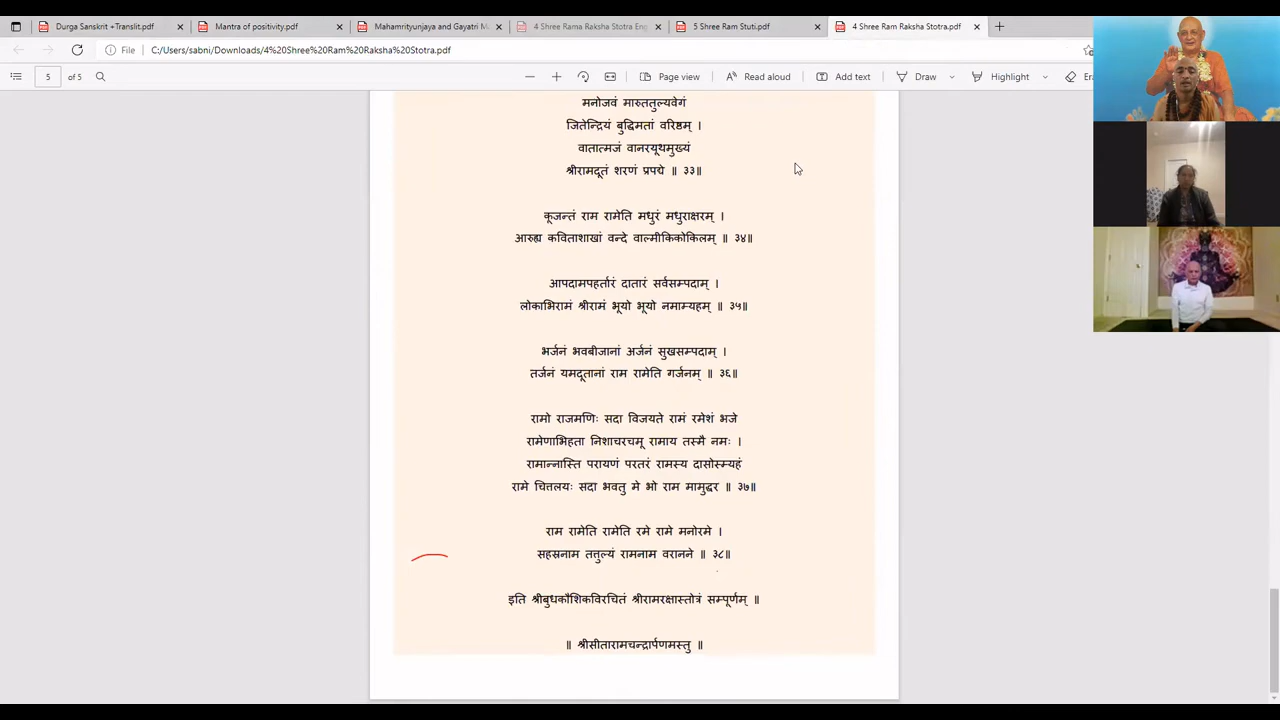 Durga Sanskrit +Translit.pdf
Mantra of positivity.pdf
Mahamrityunjaya and Gayatri M
4 Shree Rama Raksha Stotra Eng
5 Shree Ram Stuti.pdf
4 Shree Ram Raksha Stotra.pdf
File
C:/Users/sabni/Downloads/4%20Shree%20Ram%20Raksha%20Stotra.pdf
5 of 5
Page view
Read aloud
Add text
Draw
Highlight
Era
मनोजवं मारुततुल्यवेगं
जितेन्द्रियं बुद्धिमतां वरिष्ठम् ।
वातात्मजं वानरयूथमुख्यं
श्रीरामदूतं शरणं प्रपद्ये ॥ ३३॥
कूजन्तं राम रामेति मधुरं मधुराक्षरम् ।
आरुह्य कविताशाखां वन्दे वाल्मीकिकोकिलम् ॥ ३४॥
आपदामपहर्तारं दातारं सर्वसम्पदाम् ।
लोकाभिरामं श्रीरामं भूयो भूयो नमाम्यहम् ॥ ३५॥
भर्जनं भवबीजानां अर्जनं सुखसम्पदाम् ।
तर्जनं यमदूतानां राम रामेति गर्जनम् ॥ ३६॥
रामो राजमणिः सदा विजयते रामं रमेशं भजे
रामेणाभिहता निशाचरचमू रामाय तस्मै नमः ।
रामान्नास्ति परायणं परतरं रामस्य दासोस्म्यहं
रामे चित्तलयः सदा भवतु मे भो राम मामुद्धर ॥ ३७॥
राम रामेति रामेति रमे रामे मनोरमे ।
सहस्रनाम तत्तुल्यं रामनाम वरानने ॥ ३८॥
इति श्रीबुधकौशिकविरचितं श्रीरामरक्षास्तोत्रं सम्पूर्णम् ॥
॥ श्रीसीतारामचन्द्रार्पणमस्तु ॥